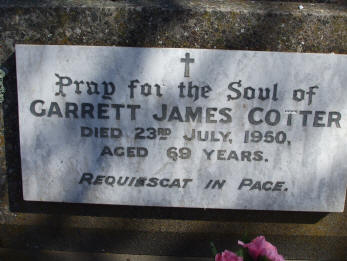 Pray for the Soul of
GARRETT JAMES COTTER
DIED 23RD JULY, 1950,
AGED 69 YEARS.
REQUIESCAT IN PACE.